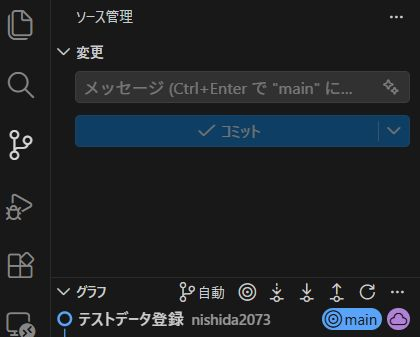 ソース管理
変更
メッセージ (Ctrl+Enter で "main" に...
コミット
グラフ 自動
テストデータ登録 nishida2073 main